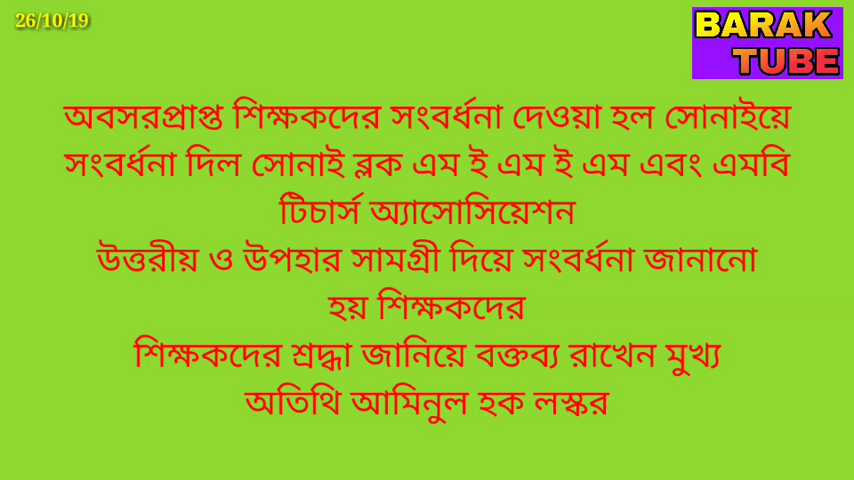 26/10/19
BARAK
TUBE
অবসরপ্রাপ্ত শিক্ষকদের সংবর্ধনা দেওয়া হল সোনাইয়ে
সংবর্ধনা দিল সোনাই ব্লক এম ই এম ই এম এবং এমবি
টিচার্স অ্যাসোসিয়েশন
উত্তরীয় ও উপহার সামগ্রী দিয়ে সংবর্ধনা জানানো
হয় শিক্ষকদের
শিক্ষকদের শ্রদ্ধা জানিয়ে বক্তব্য রাখেন মুখ্য
অতিথি আমিনুল হক লস্কর